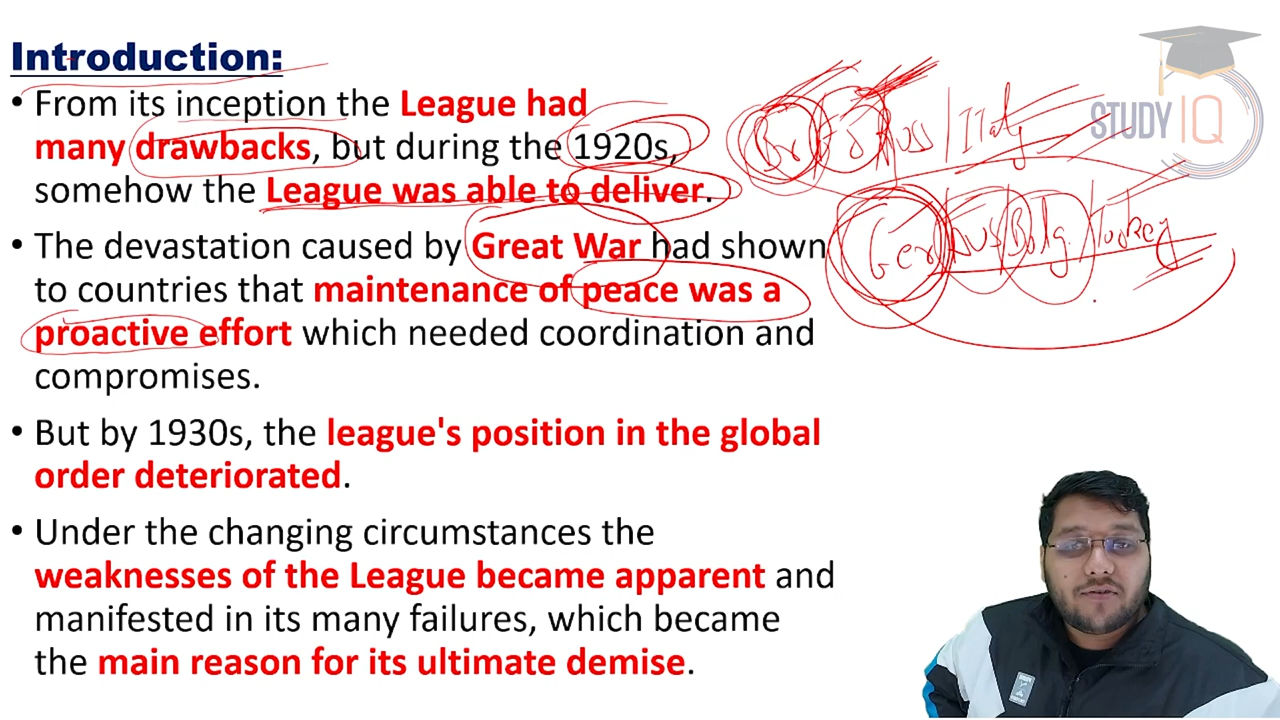 Introduction:
• From its inception the League had
many drawbacks, but during the 1920s,
somehow the League was able to deliver.
• The devastation caused by Great War had shown
to countries that maintenance of peace was a
proactive effort which needed coordination and
compromises.
• But by 1930s, the league's position in the global
order deteriorated.
• Under the changing circumstances the
weaknesses of the League became apparent and
manifested in its many failures, which became
the main reason for its ultimate demise.
Br
Italy
Ger
Turkey
STUDY IQ